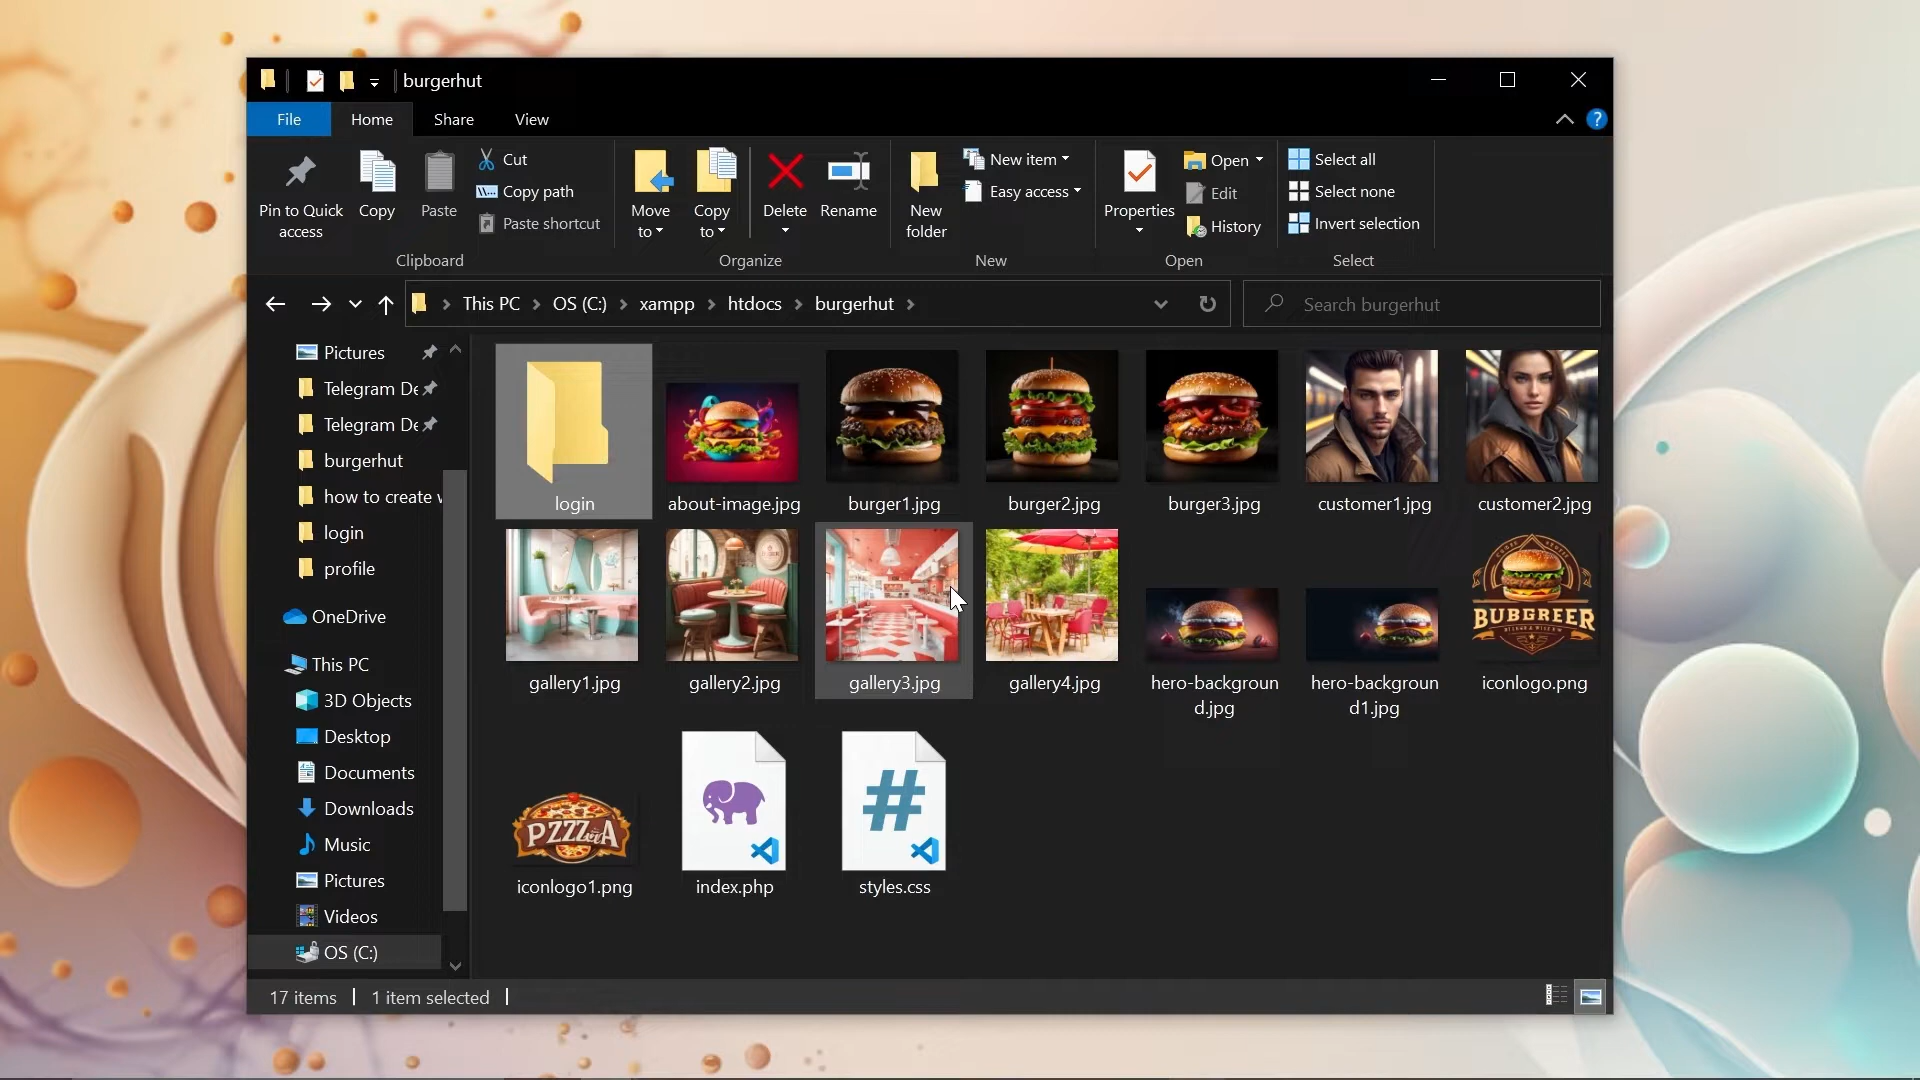 burgerhut
File
Home
Share
View
Pin to Quick
access
Copy
Paste
Cut
Copy path
Paste shortcut
Clipboard
Move
to
Copy
to
Delete
Rename
Organize
New
folder
New item
Easy access
New
Properties
Open
Edit
History
Open
Select all
Select none
Invert selection
Select
This PC
OS (C:)
xampp
htdocs
burgerhut
Search burgerhut
Pictures
Telegram De
Telegram De
burgerhut
how to create w
login
profile
OneDrive
This PC
3D Objects
Desktop
Documents
Downloads
Music
Pictures
Videos
OS (C:)
login
about-image.jpg
burger1.jpg
burger2.jpg
burger3.jpg
customer1.jpg
customer2.jpg
gallery1.jpg
gallery2.jpg
gallery3.jpg
gallery4.jpg
hero-backgroun
d.jpg
hero-backgroun
d1.jpg
BUBGREER
iconlogo.png
PZZZA
iconlogo1.png
#
index.php
styles.css
17 items
1 item selected